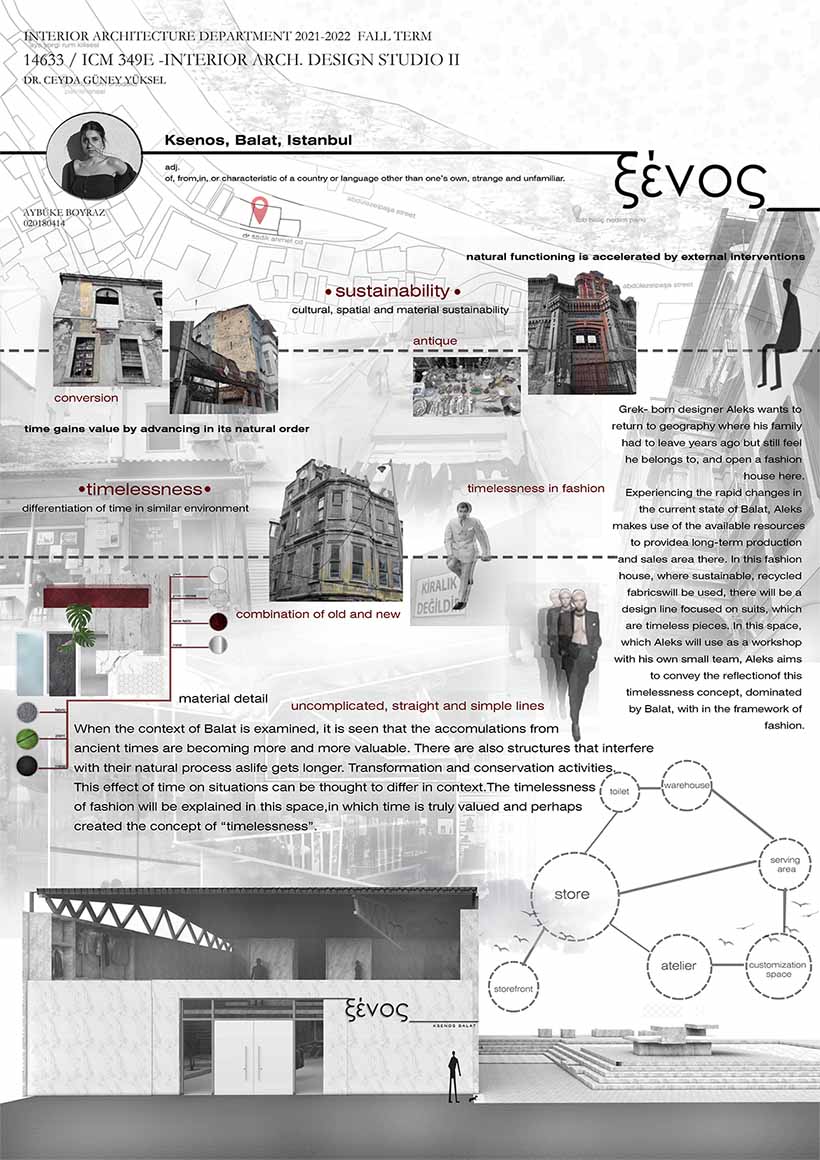 INTERIOR ARCHITECTURE DEPARTMENT 2021-2022 FALL TERM
14633 / ICM 349E -INTERIOR ARCH. DESIGN STUDIO II
DR. CEYDA GÜNEY YÜKSEL
Ksenos, Balat, Istanbul
adj.
of, from,in, or characteristic of a country or language other than one's own, strange and unfamiliar.
ξένος_
AYBÜKE BOYRAZ
020180414
abdülezelpaşa street
dr sadık ahmet cd
natural functioning is accelerated by external interventions
abdülezelpaşa street
•sustainability•
cultural, spatial and material sustainability
antique
conversion
time gains value by advancing in its natural order
Grek- born designer Aleks wants to
return to geography where his family
had to leave years ago but still feel
he belongs to, and open a fashion
house here.
Experiencing the rapid changes in
the current state of Balat, Aleks
makes use of the available resources
to providea long-term production
and sales area there. In this fashion
house, where sustainable, recycled
fabricswill be used, there will be a
design line focused on suits, which
are timeless pieces. In this space,
which Aleks will use as a workshop
with his own small team, Aleks aims
to convey the reflectionof this
timelessness concept, dominated
by Balat, with in the framework of
fashion.
•timelessness•
differentiation of time in similar environment
timelessness in fashion
KİRALIK
DEĞİLDİR
combination of old and new
material detail
uncomplicated, straight and simple lines
When the context of Balat is examined, it is seen that the accumulations from
ancient times are becoming more and more valuable. There are also structures that interfere
with their natural process aslife gets longer. Transformation and conservation activities.
This effect of time on situations can be thought to differ in context.The timelessness
of fashion will be explained in this space,in which time is truly valued and perhaps
created the concept of “timelessness”.
toilet
warehouse
serving
area
store
atelier
customization
space
storefront
ξένος_
KSENOS BALAT